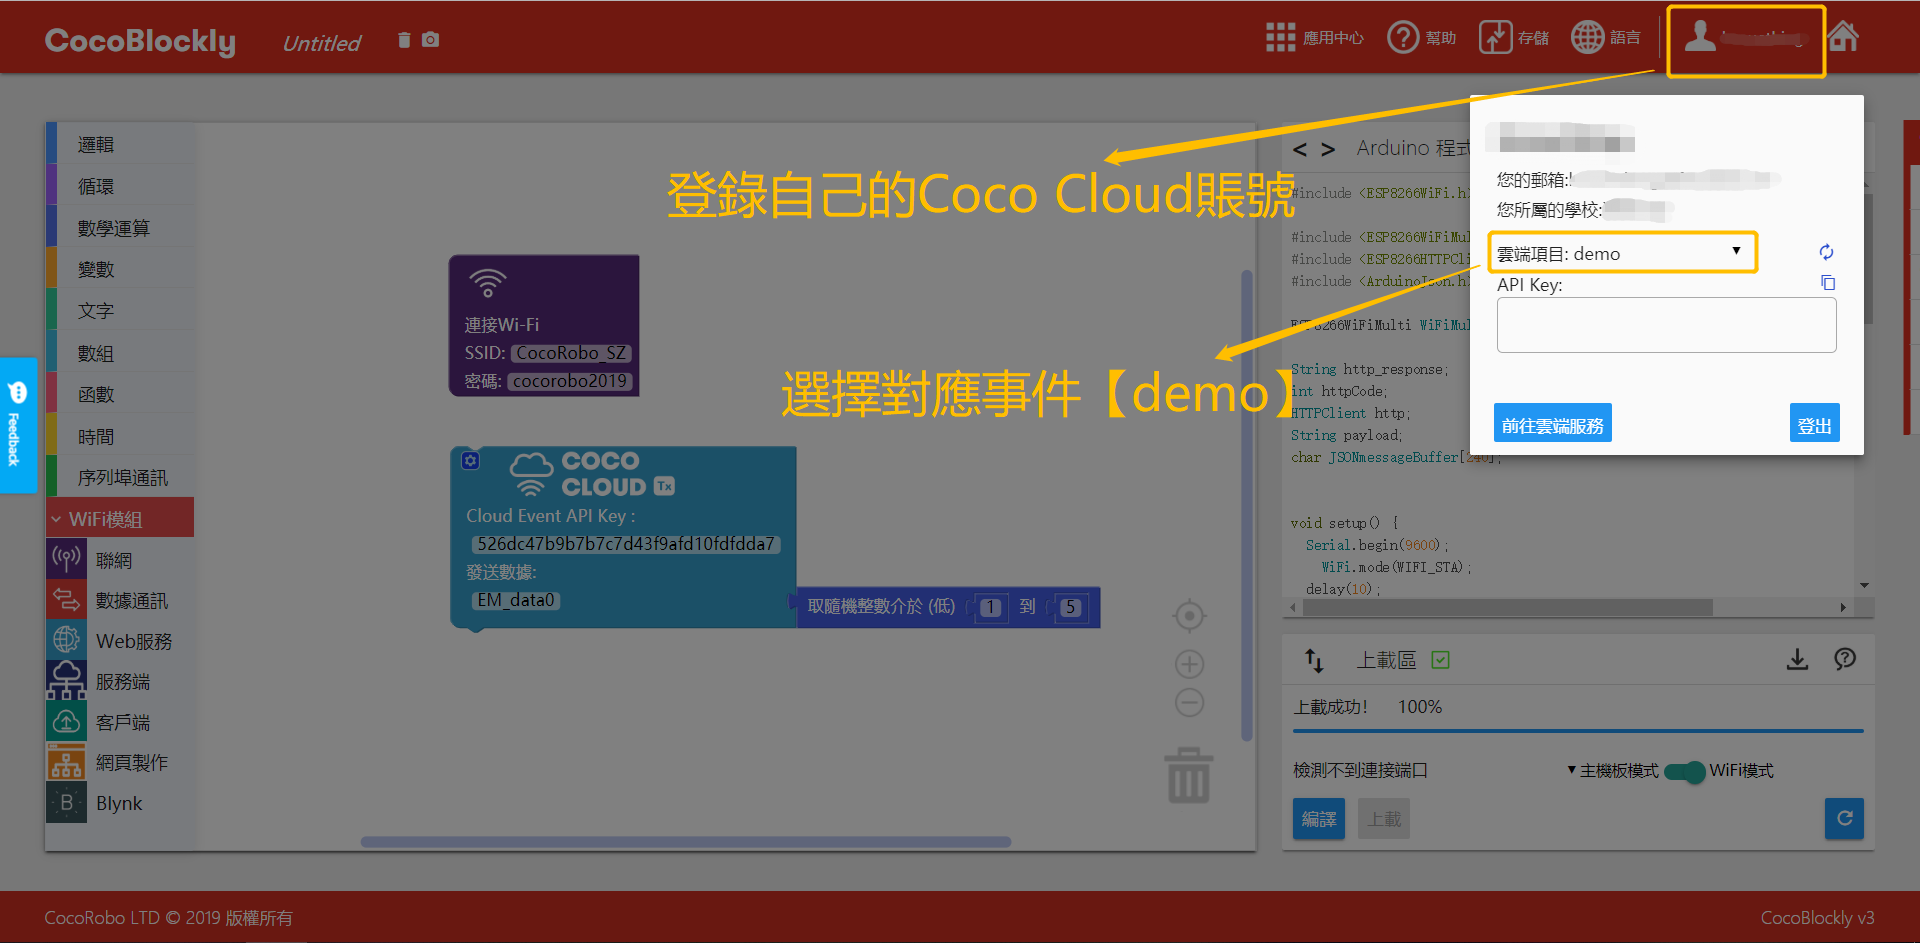 CocoBlockly
Untitled
應用中心
幫助
存儲
語言
邏輯
循環
數學運算
變數
文字
數組
函數
時間
序列埠通訊
WiFi模組
聯網
數據通訊
Web服務
服務端
客戶端
網頁製作
B Blynk
Feedback
登錄自己的Coco Cloud賬號
選擇對應事件【demo】
連接Wi-Fi
SSID: CocoRobo_SZ
密碼: cocorobo2019
COCO
CLOUD Tx
Cloud Event API Key :
526dc47b9b7b7c7d43f9afd10fdfdda7
發送數據:
EM_data0
取隨機整數介於 (低) 1 到 5
< > Arduino 程式
#include <ESP8266WiFi.h
#include <ESP8266WiFiMul
#include <ESP8266HTTPCli
#include <ArduinoJson.h
ESP8266WiFiMulti WiFiMul
String http_response;
int httpCode;
HTTPClient http;
String payload;
char JSONmessageBuffer[240];
void setup() {
Serial.begin(9600);
WiFi.mode(WIFI_STA);
delay(10);
您的郵箱:
您所屬的學校:
雲端項目: demo
API Key:
前往雲端服務
登出
上載區
上載成功! 100%
檢測不到連接端口
主機板模式 WiFi模式
編譯
上載
CocoRobo LTD © 2019 版權所有
CocoBlockly v3